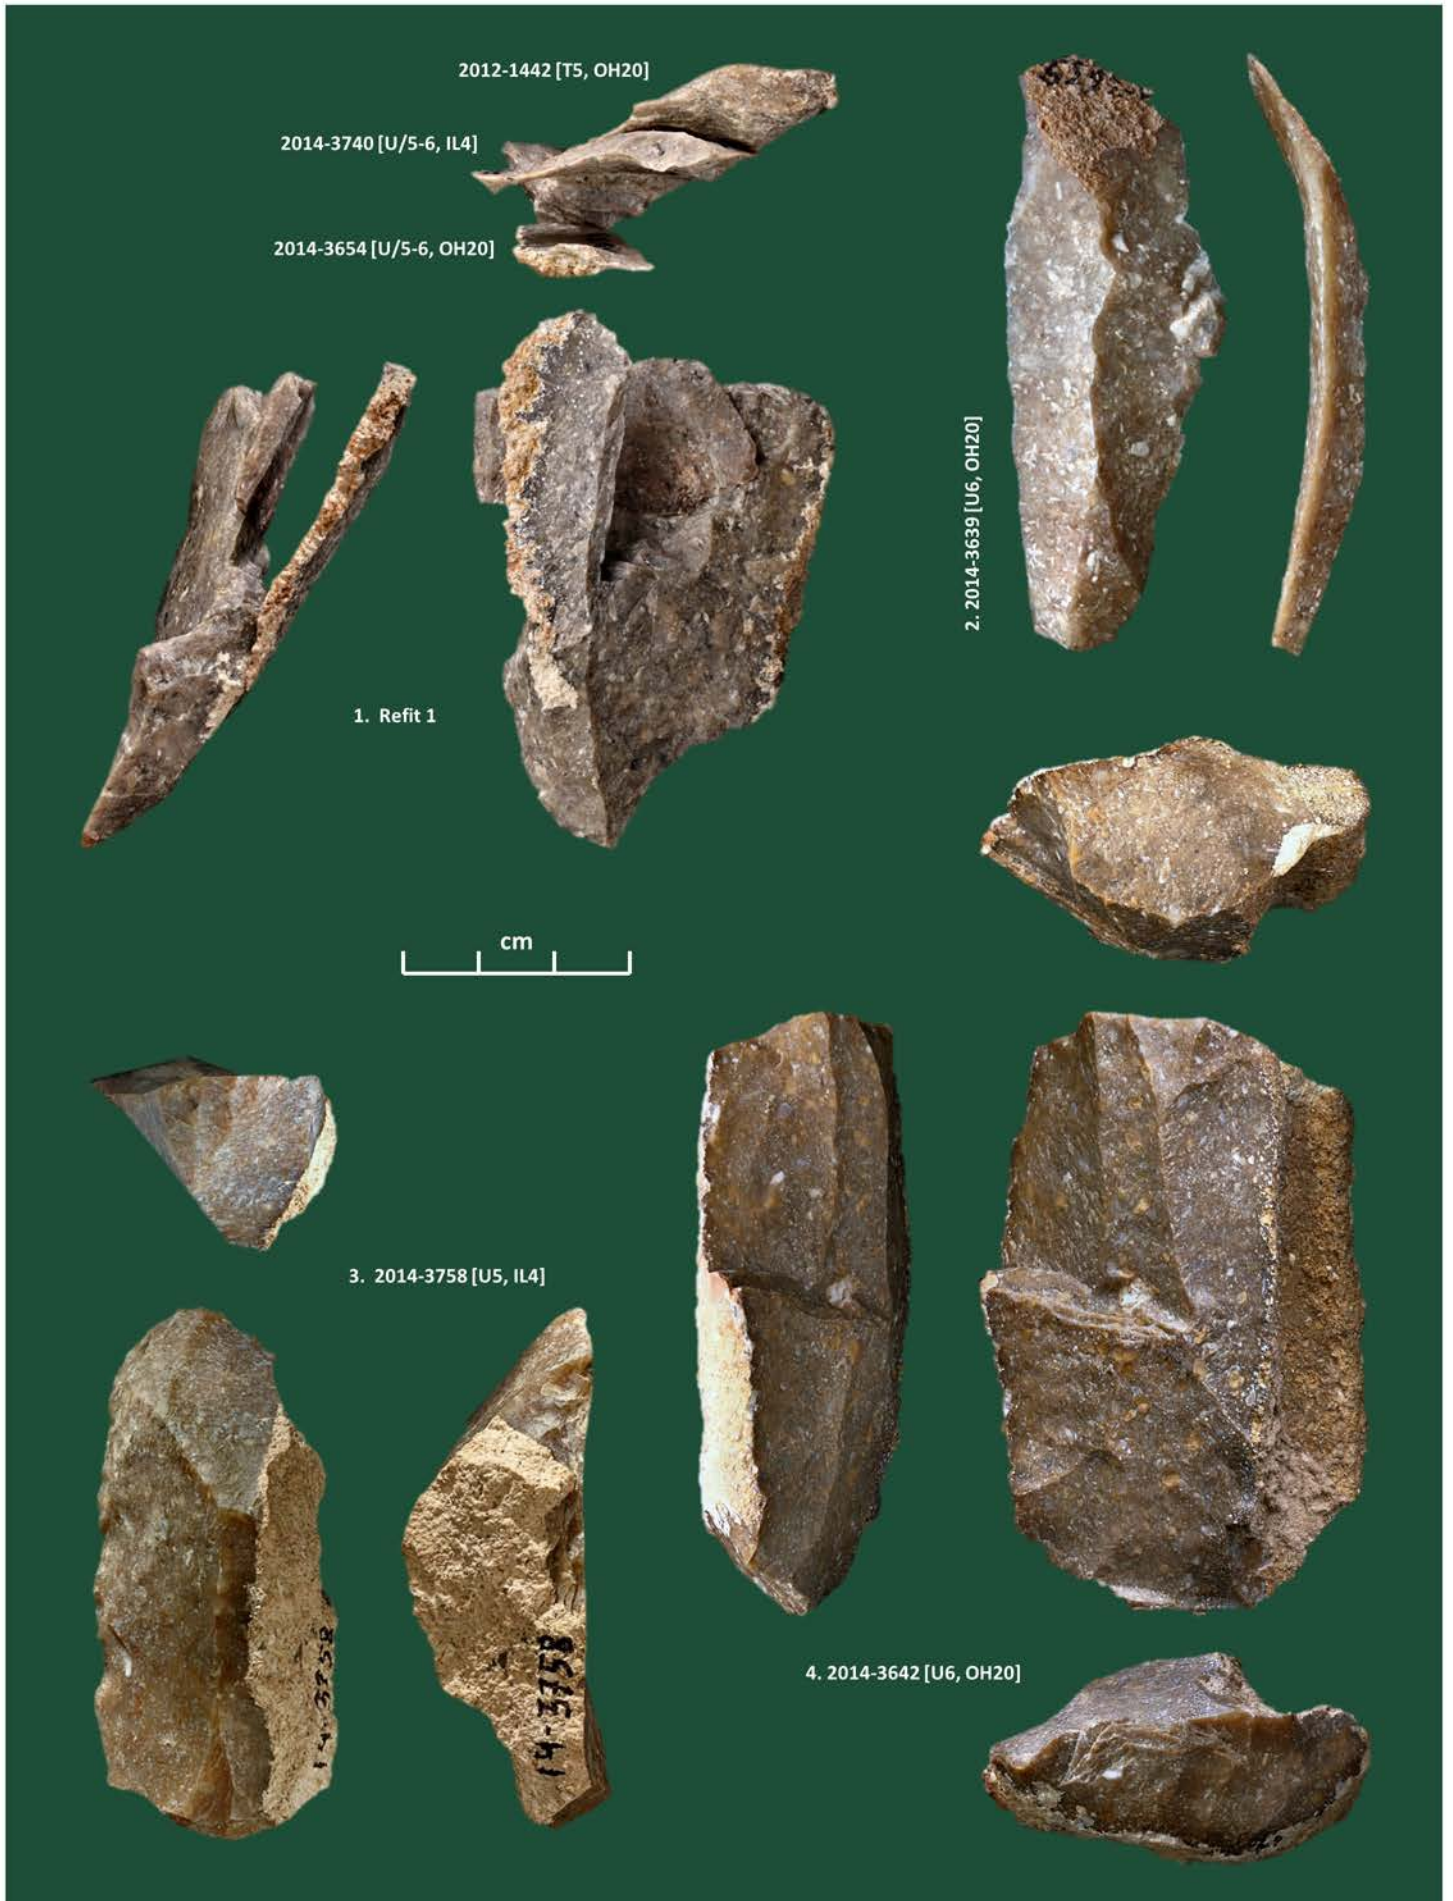 2012-1442 [T5, OH20]
2014-3740 [U/5-6, IL4]
2014-3654 [U/5-6, OH20]
2. 2014-3639 [U6, OH20]
1. Refit 1
cm
3. 2014-3758 [U5, IL4]
14-3758
14-3758
4. 2014-3642 [U6, OH20]